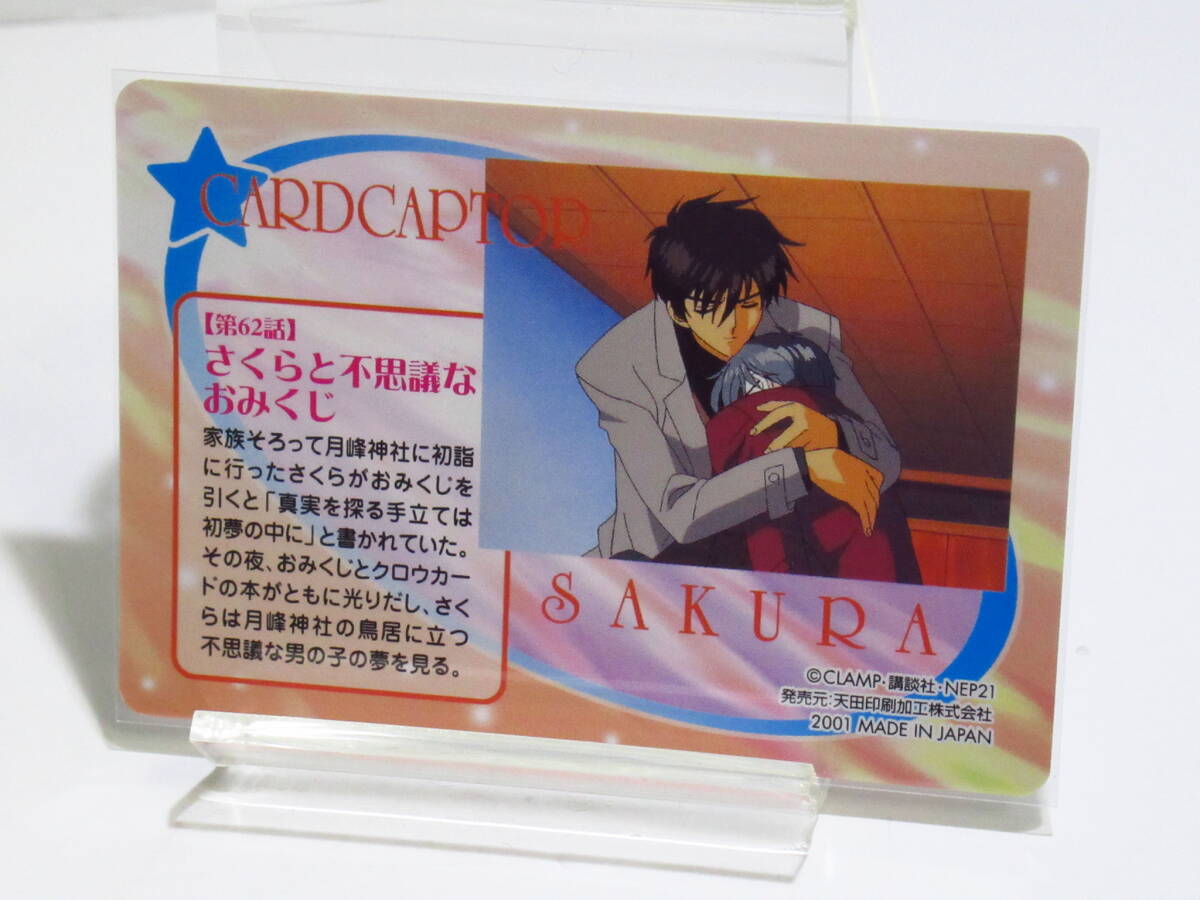 CARDCAPTOR
【第62話】
さくらと不思議な
おみくじ
家族そろって月峰神社に初詣
に行ったさくらがおみくじを
引くと「真実を探る手立ては
初夢の中に」と書かれていた。
その夜、おみくじとクロウカー
ドの本がともに光りだし、さく
らは月峰神社の鳥居に立つ
不思議な男の子の夢を見る。
SAKURA
©CLAMP・講談社・NEP21
発売元:天田印刷加工株式会社
2001 MADE IN JAPAN